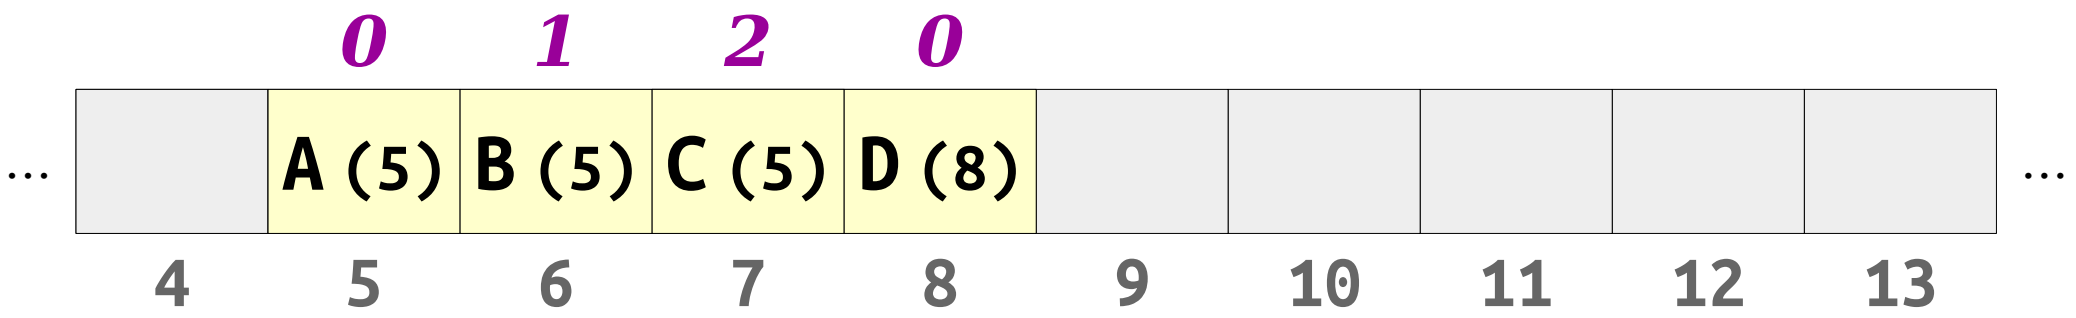 0 1 2 0
... A (5) B (5) C (5) D (8) ...
4 5 6 7 8 9 10 11 12 13